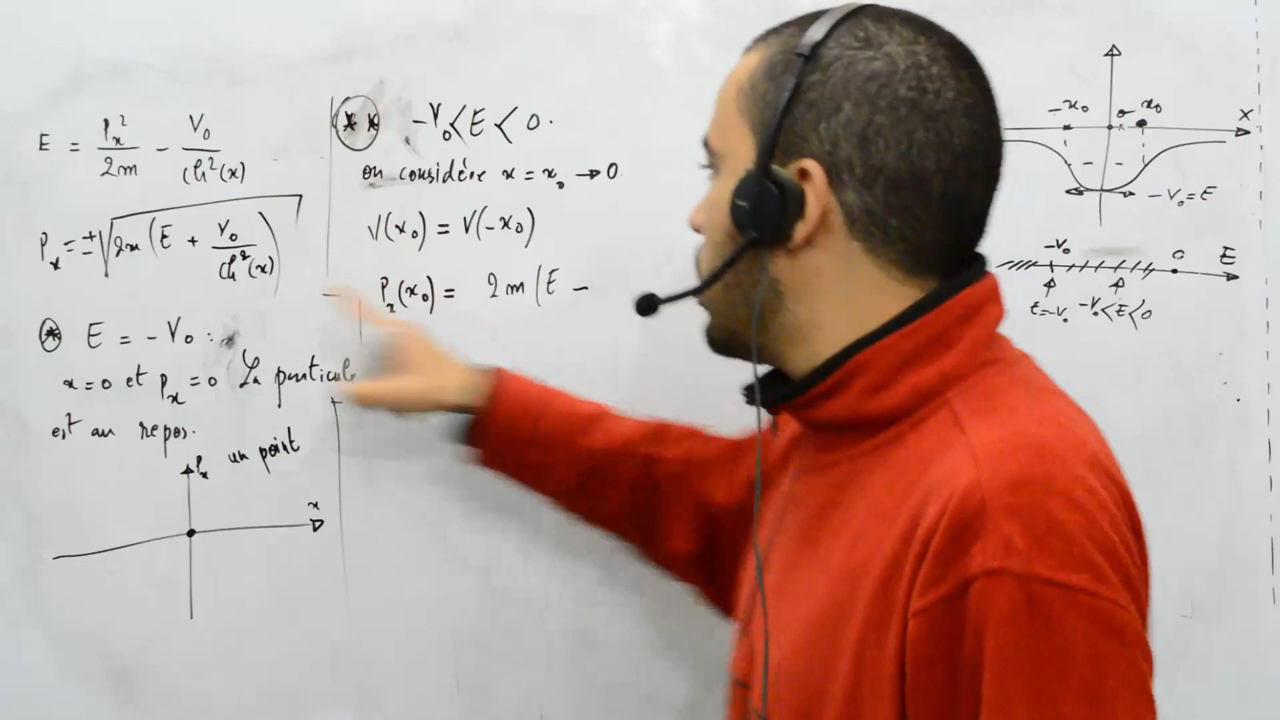 E = Px²/2m - V₀/ch²(x)
Px = ±√(2m(E + V₀/ch²(x)))
* E = -V₀ :
x=0 et Px=0 La particule
est au repos.
un point
Px
x
** -V₀<E<0.
on considère x=x₀ → 0
V(x₀) = V(-x₀)
Px(x₀) = 2m(E -
-x₀ 0 x₀
X
-V₀=E
-V₀ 0 E
E=-V₀ -V₀<E<0